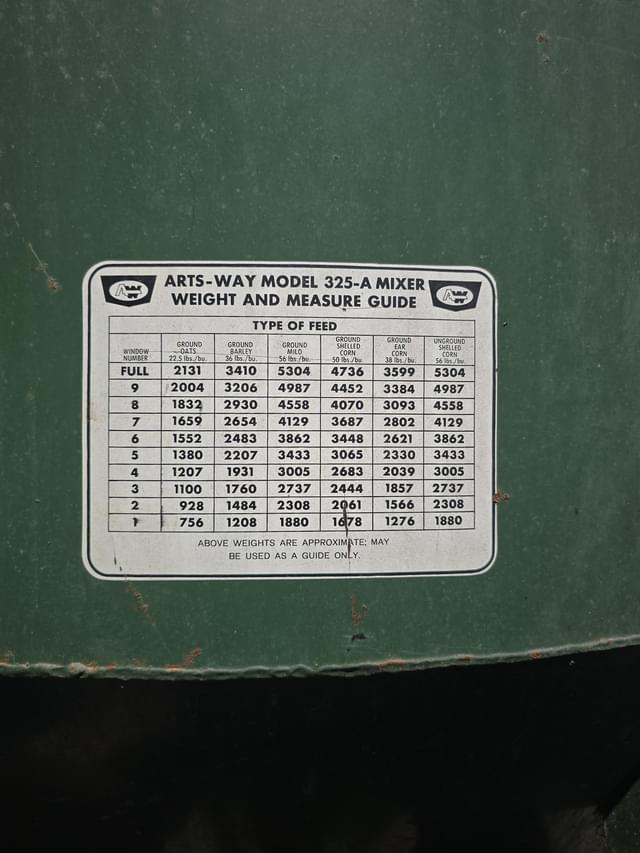 ARTS-WAY MODEL 325-A MIXER
WEIGHT AND MEASURE GUIDE
TYPE OF FEED
WINDOW NUMBER GROUND OATS 22.5 lbs./bu. GROUND BARLEY 36 lbs./bu. GROUND MILO 56 lbs./bu. GROUND SHELLED CORN 50 lbs./bu. GROUND EAR CORN 38 lbs./bu. UNGROUND SHELLED CORN 56 lbs./bu.
FULL 2131 3410 5304 4736 3599 5304
9 2004 3206 4987 4452 3384 4987
8 1832 2930 4558 4070 3093 4558
7 1659 2654 4129 3687 2802 4129
6 1552 2483 3862 3448 2621 3862
5 1380 2207 3433 3065 2330 3433
4 1207 1931 3005 2683 2039 3005
3 1100 1760 2737 2444 1857 2737
2 928 1484 2308 2061 1566 2308
1 756 1208 1880 1678 1276 1880
ABOVE WEIGHTS ARE APPROXIMATE; MAY
BE USED AS A GUIDE ONLY.